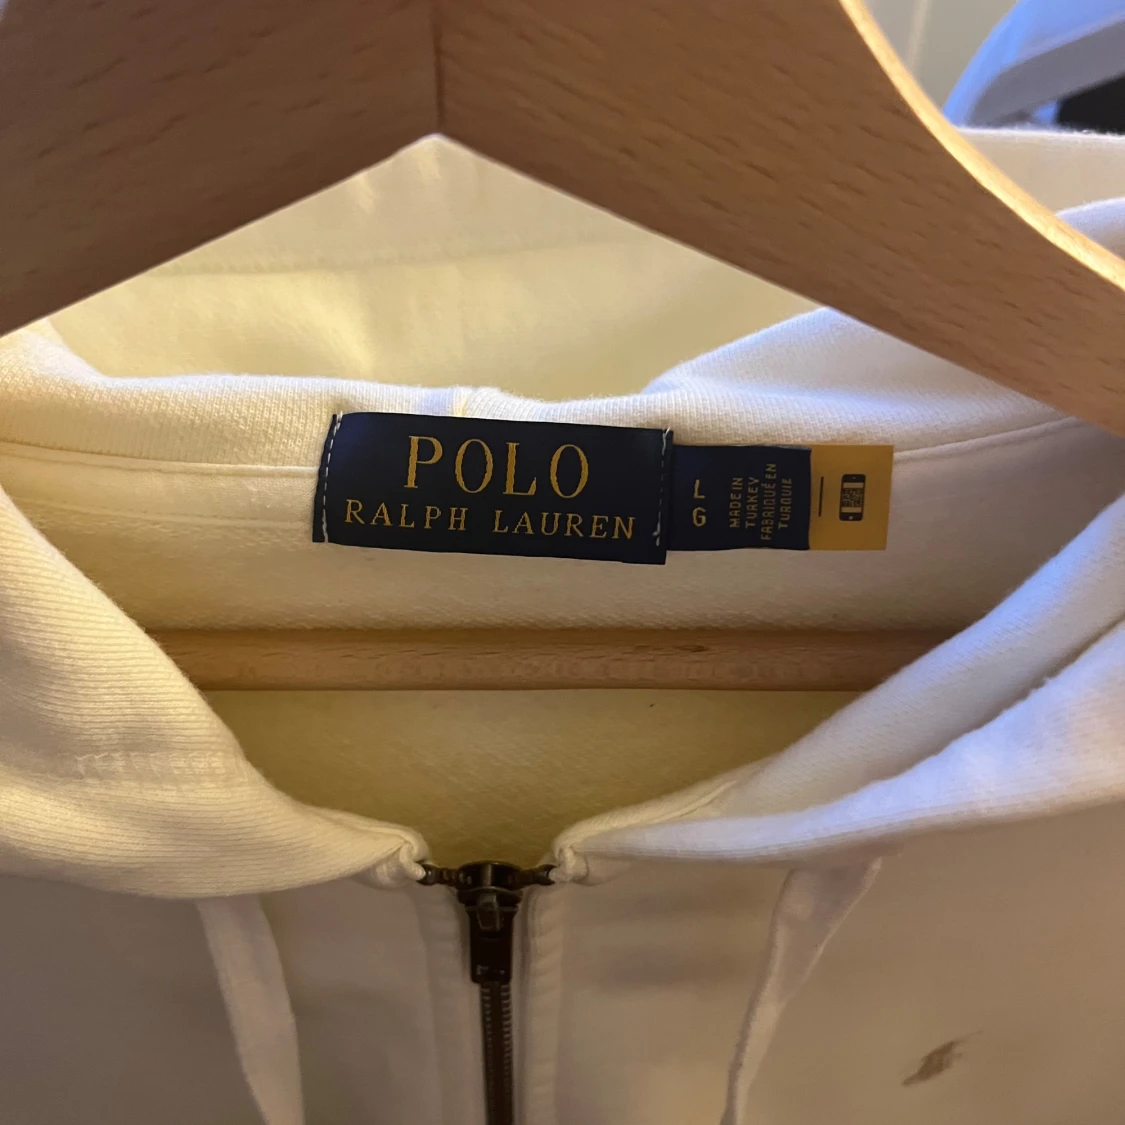 POLO
RALPH LAUREN
L
G
MADE IN
TURKEY
FABRIQUÉ EN
TURQUIE